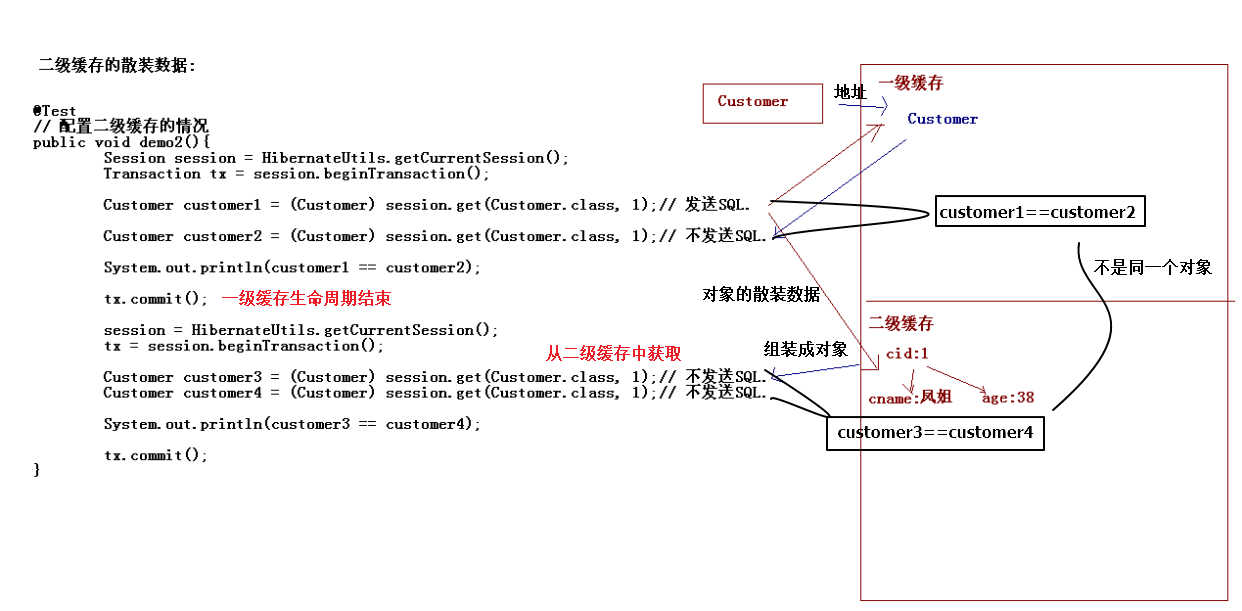 二级缓存的散装数据:
@Test
// 配置二级缓存的情况
public void demo2(){
Session session = HibernateUtils.getCurrentSession();
Transaction tx = session.beginTransaction();
Customer customer1 = (Customer) session.get(Customer.class, 1);// 发送SQL.
Customer customer2 = (Customer) session.get(Customer.class, 1);// 不发送SQL.
System.out.println(customer1 == customer2);
tx.commit(); 一级缓存生命周期结束
session = HibernateUtils.getCurrentSession();
tx = session.beginTransaction();
从二级缓存中获取
Customer customer3 = (Customer) session.get(Customer.class, 1);// 不发送SQL.
Customer customer4 = (Customer) session.get(Customer.class, 1);// 不发送SQL.
System.out.println(customer3 == customer4);
tx.commit();
}
Customer
地址
一级缓存
Customer
customer1==customer2
不是同一个对象
对象的散装数据
二级缓存
组装成对象
cid:1
cname:凤姐 age:38
customer3==customer4